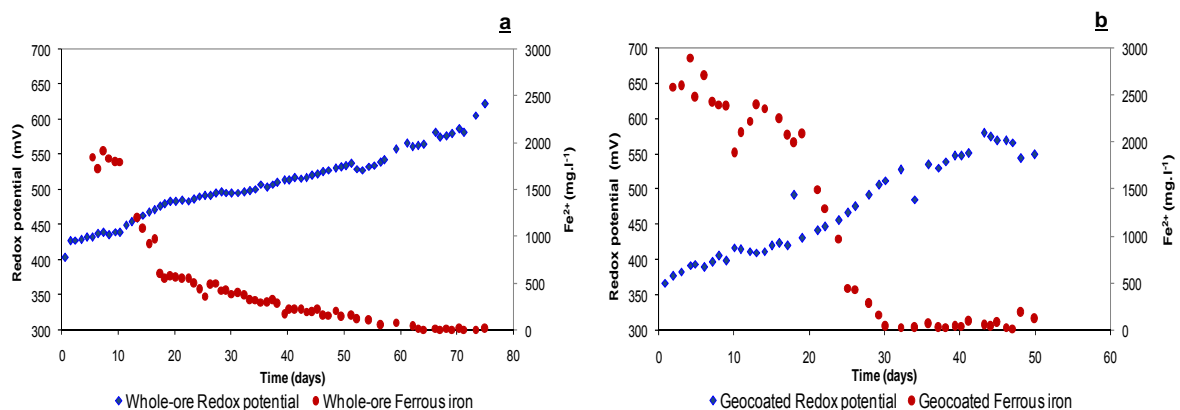 a
700
650
600
550
500
450
400
350
300
Redox potential (mV)
3000
2500
2000
1500
1000
500
0
Fe²⁺ (mg.l⁻¹)
0 10 20 30 40 50 60 70 80
Time (days)
Whole-ore Redox potential Whole-ore Ferrous iron
b
700
650
600
550
500
450
400
350
300
Redox potential (mV)
3000
2500
2000
1500
1000
500
0
Fe²⁺ (mg.l⁻¹)
0 10 20 30 40 50 60
Time (days)
Geocoated Redox potential Geocoated Ferrous iron